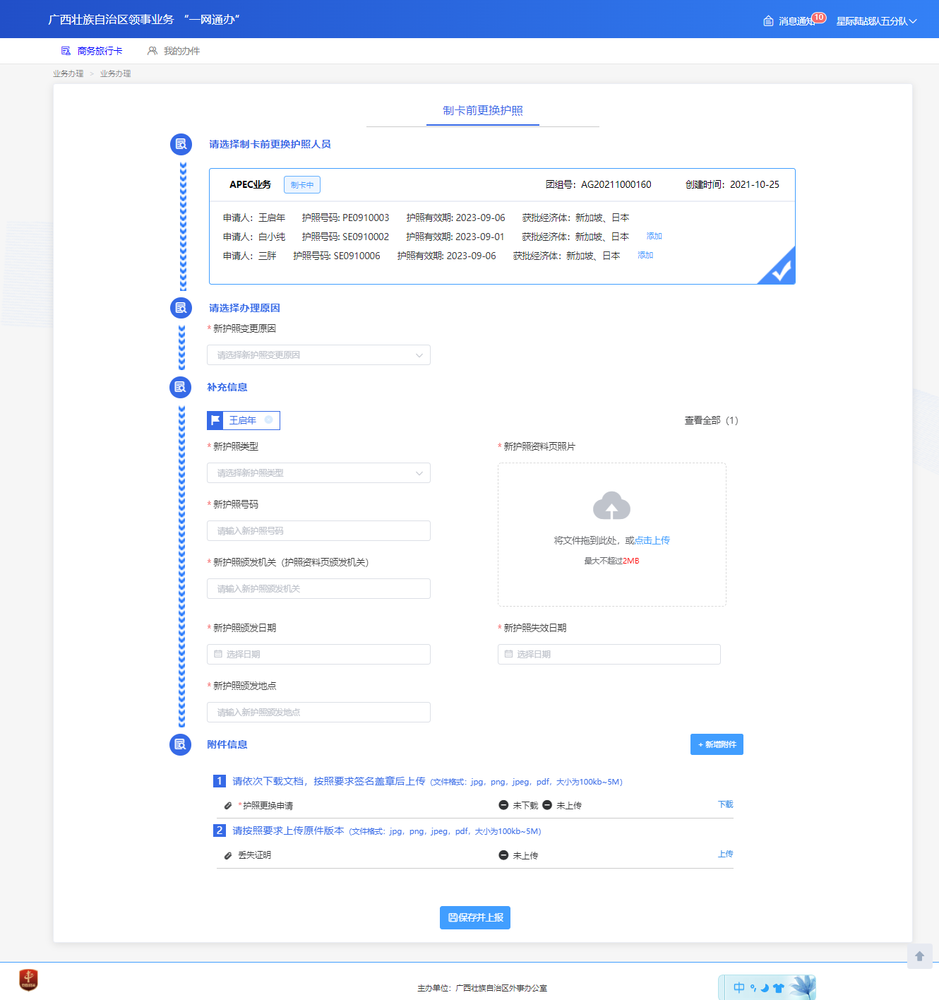 广西壮族自治区领事业务 “一网通办”
消息通知 10 星际陆战队五分队
商务旅行卡 我的办件
业务办理 > 业务办理
制卡前更换护照
请选择制卡前更换护照人员
APEC业务 制卡中 团组号：AG20211000160 创建时间：2021-10-25
申请人：王启年 护照号码: PE0910003 护照有效期: 2023-09-06 获批经济体：新加坡、日本
申请人：白小纯 护照号码: SE0910002 护照有效期: 2023-09-01 获批经济体：新加坡、日本 添加
申请人：三胖 护照号码: SE0910006 护照有效期: 2023-09-06 获批经济体：新加坡、日本 添加
请选择办理原因
* 新护照变更原因
请选择新护照变更原因
补充信息
王启年 查看全部（1）
* 新护照类型 * 新护照资料页照片
请选择新护照类型
* 新护照号码
请输入新护照号码
将文件拖到此处，或点击上传
最大不超过2MB
* 新护照颁发机关（护照资料页颁发机关）
请输入新护照颁发机关
* 新护照颁发日期 * 新护照失效日期
选择日期 选择日期
* 新护照颁发地点
请输入新护照颁发地点
附件信息 + 新增附件
1 请依次下载文档，按照要求签名盖章后上传（文件格式：jpg，png，jpeg，pdf，大小为100kb~5M）
* 护照更换申请 未下载 未上传 下载
2 请按照要求上传原件版本（文件格式：jpg，png，jpeg，pdf，大小为100kb~5M）
丢失证明 未上传 上传
保存并上报
主办单位：广西壮族自治区外事办公室
中